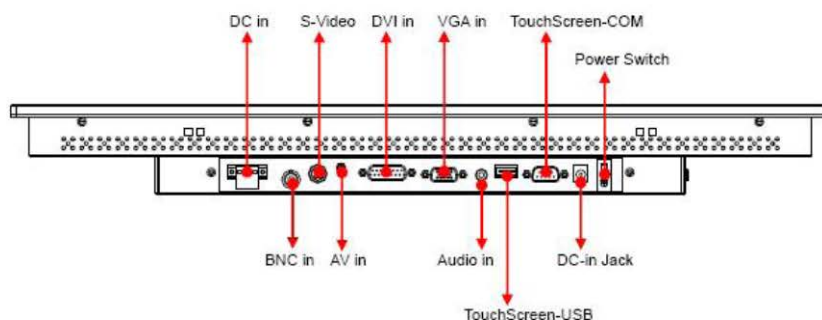 DC in
S-Video
DVI in
VGA in
TouchScreen-COM
Power Switch
BNC in
AV in
Audio in
DC-in Jack
TouchScreen-USB